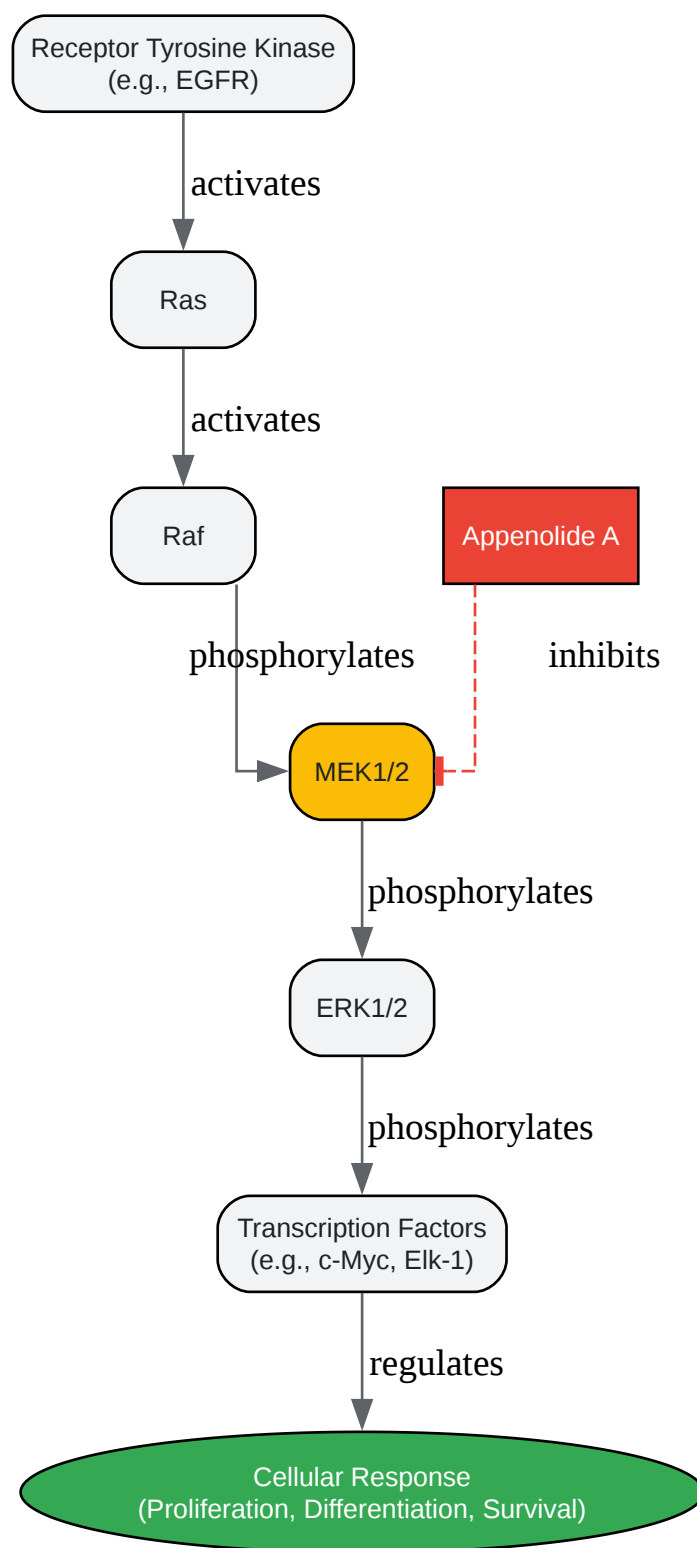 Receptor Tyrosine Kinase
(e.g., EGFR)
activates
Ras
activates
Raf
Appenolide A
phosphorylates
inhibits
MEK1/2
phosphorylates
ERK1/2
phosphorylates
Transcription Factors
(e.g., c-Myc, Elk-1)
regulates
Cellular Response
(Proliferation, Differentiation, Survival)